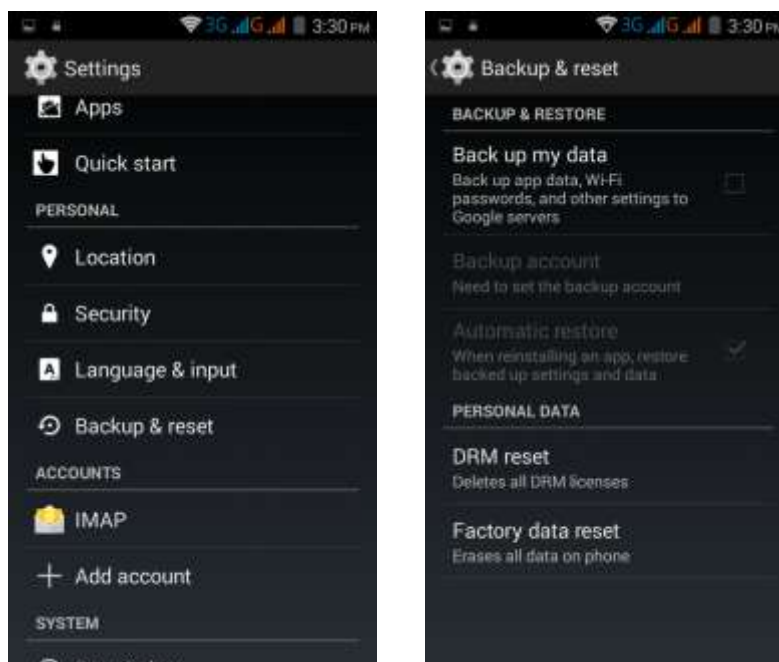 3G G 3:30 PM
Settings
Apps
Quick start
PERSONAL
Location
Security
Language & input
Backup & reset
ACCOUNTS
IMAP
Add account
SYSTEM
3G G 3:30 PM
Backup & reset
BACKUP & RESTORE
Back up my data
Back up app data, Wi-Fi
passwords, and other settings to
Google servers
Backup account
Need to set the backup account
Automatic restore
When reinstalling an app, restore
backed up settings and data
PERSONAL DATA
DRM reset
Deletes all DRM licenses
Factory data reset
Erases all data on phone